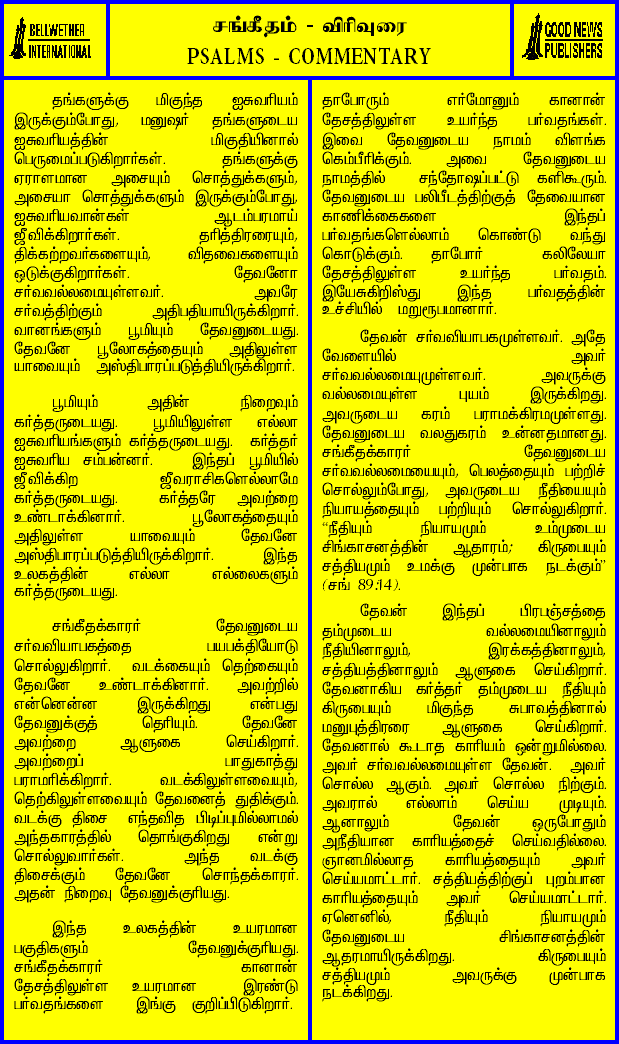 BELLWETHER
INTERNATIONAL
சங்கீதம் - விரிவுரை
PSALMS - COMMENTARY
GOOD NEWS
PUBLISHERS
தங்களுக்கு மிகுந்த ஐசுவரியம்
இருக்கும்போது, மனுஷர் தங்களுடைய
ஐசுவரியத்தின் மிகுதியினால்
பெருமைப்படுகிறார்கள். தங்களுக்கு
ஏராளமான அசையும் சொத்துக்களும்,
அசையா சொத்துக்களும் இருக்கும்போது,
ஐசுவரியவான்கள் ஆடம்பரமாய்
ஜீவிக்கிறார்கள். தரித்திரரையும்,
திக்கற்றவர்களையும், விதவைகளையும்
ஒடுக்குகிறார்கள். தேவனோ
சர்வவல்லமையுள்ளவர். அவரே
சர்வத்திற்கும் அதிபதியாயிருக்கிறார்.
வானங்களும் பூமியும் தேவனுடையது.
தேவனே பூலோகத்தையும் அதிலுள்ள
யாவையும் அஸ்திபாரப்படுத்தியிருக்கிறார்.
பூமியும் அதின் நிறைவும்
கர்த்தருடையது. பூமியிலுள்ள எல்லா
ஐசுவரியங்களும் கர்த்தருடையது. கர்த்தர்
ஐசுவரிய சம்பன்னர். இந்தப் பூமியில்
ஜீவிக்கிற ஜீவராசிகளெல்லாமே
கர்த்தருடையது. கர்த்தரே அவற்றை
உண்டாக்கினார். பூலோகத்தையும்
அதிலுள்ள யாவையும் தேவனே
அஸ்திபாரப்படுத்தியிருக்கிறார். இந்த
உலகத்தின் எல்லா எல்லைகளும்
கர்த்தருடையது.
சங்கீதக்காரர் தேவனுடைய
சர்வவியாபகத்தை பயபக்தியோடு
சொல்லுகிறார். வடக்கையும் தெற்கையும்
தேவனே உண்டாக்கினார். அவற்றில்
என்னென்ன இருக்கிறது என்பது
தேவனுக்குத் தெரியும். தேவனே
அவற்றை ஆளுகை செய்கிறார்.
அவற்றைப் பாதுகாத்து
பராமரிக்கிறார். வடக்கிலுள்ளவையும்,
தெற்கிலுள்ளவையும் தேவனைத் துதிக்கும்.
வடக்கு திசை எந்தவித பிடிப்புமில்லாமல்
அந்தகாரத்தில் தொங்குகிறது என்று
சொல்லுவார்கள். அந்த வடக்கு
திசைக்கும் தேவனே சொந்தக்காரர்.
அதன் நிறைவு தேவனுக்குரியது.
இந்த உலகத்தின் உயரமான
பகுதிகளும் தேவனுக்குரியது.
சங்கீதக்காரர் கானான்
தேசத்திலுள்ள உயரமான இரண்டு
பர்வதங்களை இங்கு குறிப்பிடுகிறார்.
தாபோரும் எர்மோனும் கானான்
தேசத்திலுள்ள உயர்ந்த பர்வதங்கள்.
இவை தேவனுடைய நாமம் விளங்க
கெம்பீரிக்கும். அவை தேவனுடைய
நாமத்தில் சந்தோஷப்பட்டு களிகூரும்.
தேவனுடைய பலிபீடத்திற்குத் தேவையான
காணிக்கைகளை இந்தப்
பர்வதங்களெல்லாம் கொண்டு வந்து
கொடுக்கும். தாபோர் கலிலேயா
தேசத்திலுள்ள உயர்ந்த பர்வதம்.
இயேசுகிறிஸ்து இந்த பர்வதத்தின்
உச்சியில் மறுரூபமானார்.
தேவன் சர்வவியாபகமுள்ளவர். அதே
வேளையில் அவர்
சர்வவல்லமையுமுள்ளவர். அவருக்கு
வல்லமையுள்ள புயம் இருக்கிறது.
அவருடைய கரம் பராமக்கிரமமுள்ளது.
தேவனுடைய வலதுகரம் உன்னதமானது.
சங்கீதக்காரர் தேவனுடைய
சர்வவல்லமையையும், பெலத்தையும் பற்றிச்
சொல்லும்போது, அவருடைய நீதியையும்
நியாயத்தையும் பற்றியும் சொல்லுகிறார்.
“நீதியும் நியாயமும் உம்முடைய
சிங்காசனத்தின் ஆதாரம்; கிருபையும்
சத்தியமும் உமக்கு முன்பாக நடக்கும்”
(சங் 89:14).
தேவன் இந்தப் பிரபஞ்சத்தை
தம்முடைய வல்லமையினாலும்
நீதியினாலும், இரக்கத்தினாலும்,
சத்தியத்தினாலும் ஆளுகை செய்கிறார்.
தேவனாகிய கர்த்தர் தம்முடைய நீதியும்
கிருபையும் மிகுந்த சுபாவத்தினால்
மனுபுத்திரரை ஆளுகை செய்கிறார்.
தேவனால் கூடாத காரியம் ஒன்றுமில்லை.
அவர் சர்வவல்லமையுள்ள தேவன். அவர்
சொல்ல ஆகும். அவர் சொல்ல நிற்கும்.
அவரால் எல்லாம் செய்ய முடியும்.
ஆனாலும் தேவன் ஒருபோதும்
அநீதியான காரியத்தைச் செய்வதில்லை.
ஞானமில்லாத காரியத்தையும் அவர்
செய்யமாட்டார். சத்தியத்திற்குப் புறம்பான
காரியத்தையும் அவர் செய்யமாட்டார்.
ஏனெனில், நீதியும் நியாயமும்
தேவனுடைய சிங்காசனத்தின்
ஆதரமாயிருக்கிறது. கிருபையும்
சத்தியமும் அவருக்கு முன்பாக
நடக்கிறது.